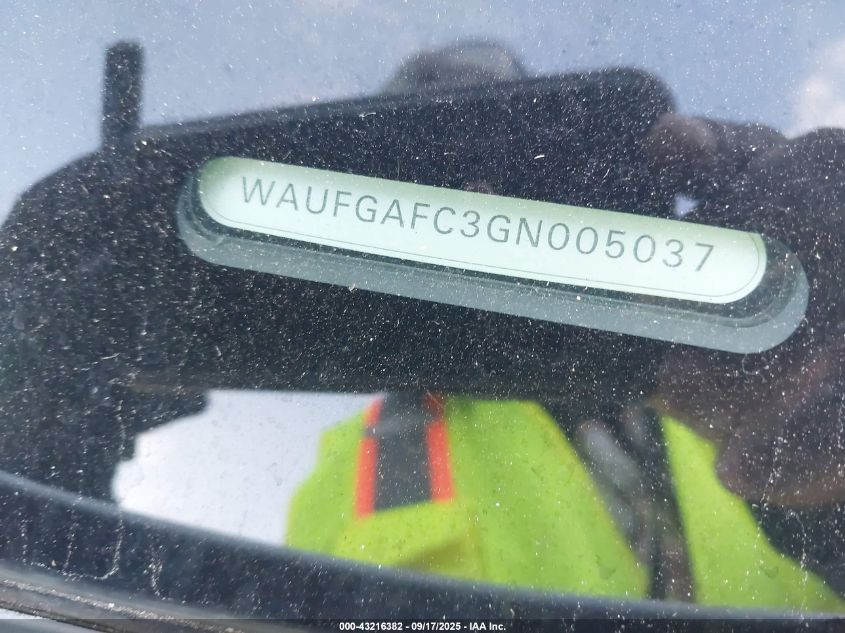 WAUFGAFC3GN005037
000-43216382 - 09/17/2025 - IAA Inc.